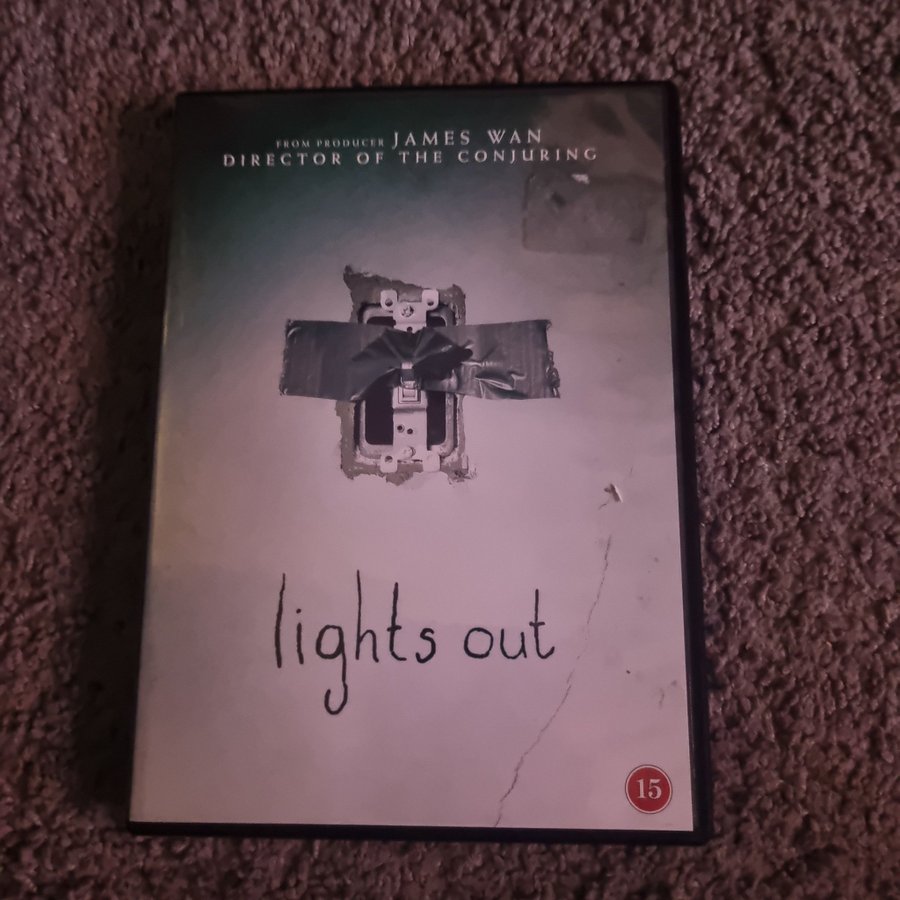 FROM PRODUCER JAMES WAN
DIRECTOR OF THE CONJURING
lights out
15